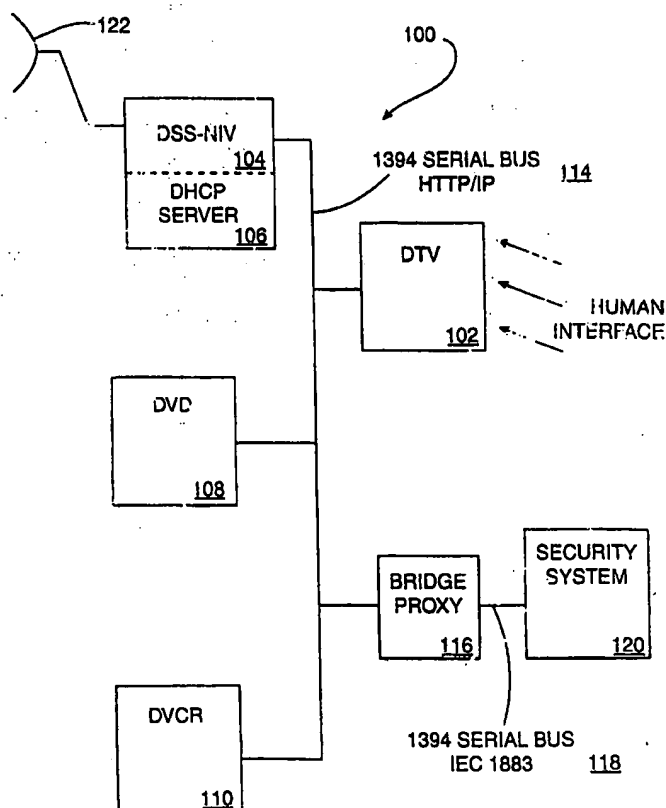 122
100
DSS-NIV
104
DHCP
SERVER
106
1394 SERIAL BUS
HTTP/IP
114
DTV
102
HUMAN
INTERFACE
DVD
108
BRIDGE
PROXY
116
SECURITY
SYSTEM
120
DVCR
110
1394 SERIAL BUS
IEC 1883
118